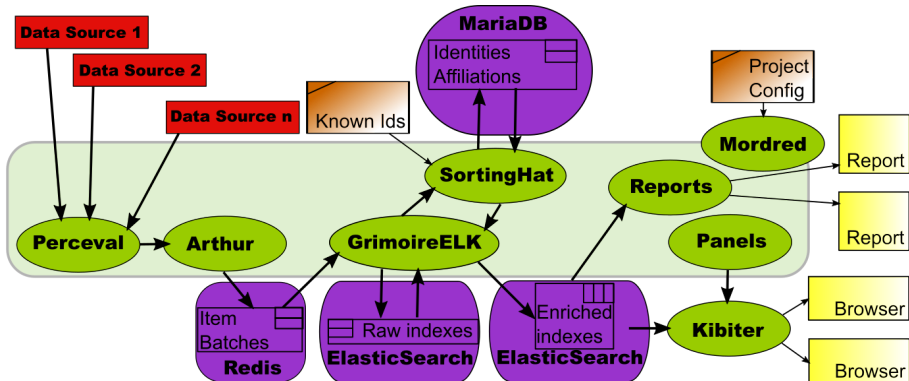 Data Source 1
Data Source 2
Data Source n
MariaDB
Identities
Affiliations
Known Ids
Project
Config
Mordred
Report
SortingHat
Reports
Report
Perceval
Arthur
GrimoireELK
Panels
Item
Batches
Redis
Raw indexes
ElasticSearch
Enriched
indexes
ElasticSearch
Kibiter
Browser
Browser